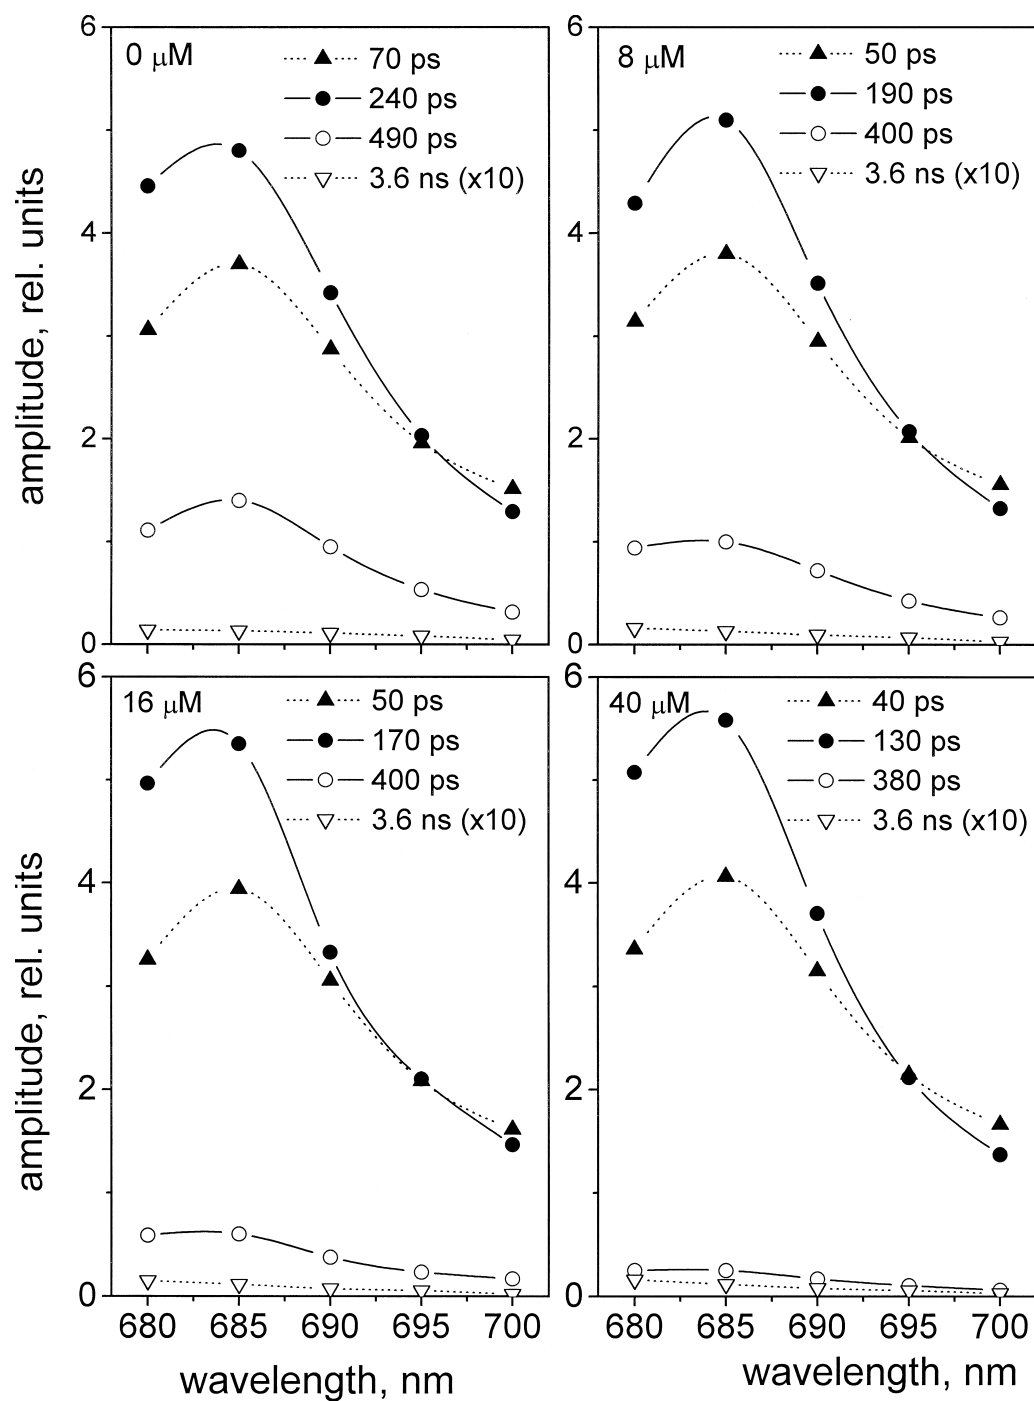 6
4
2
0
amplitude, rel. units
0 μM
70 ps
240 ps
490 ps
3.6 ns (x10)
6
4
2
0
8 μM
50 ps
190 ps
400 ps
3.6 ns (x10)
6
4
2
0
amplitude, rel. units
16 μM
50 ps
170 ps
400 ps
3.6 ns (x10)
680 685 690 695 700
wavelength, nm
6
4
2
0
40 μM
40 ps
130 ps
380 ps
3.6 ns (x10)
680 685 690 695 700
wavelength, nm